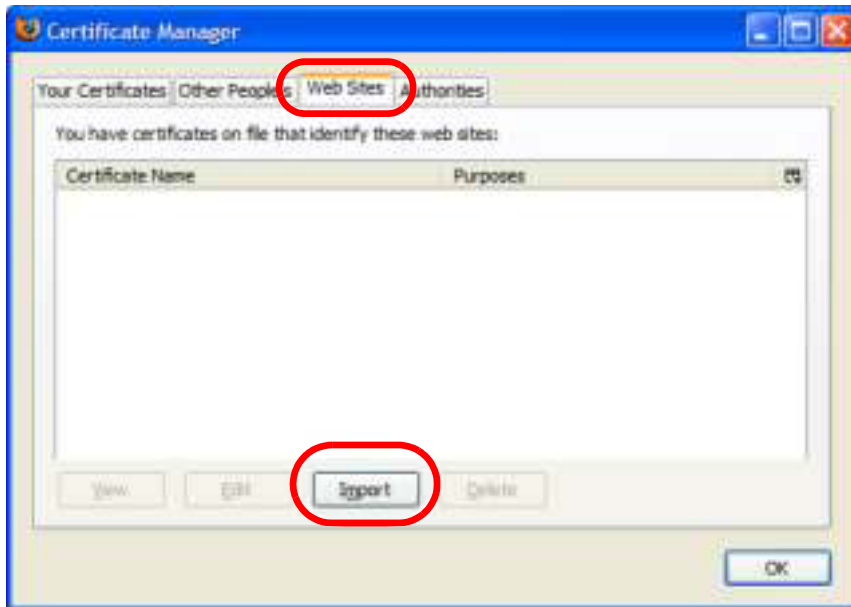 Certificate Manager
Your Certificates Other People's Web Sites Authorities
You have certificates on file that identify these web sites:
Certificate Name Purposes
View Edit Import Delete
OK